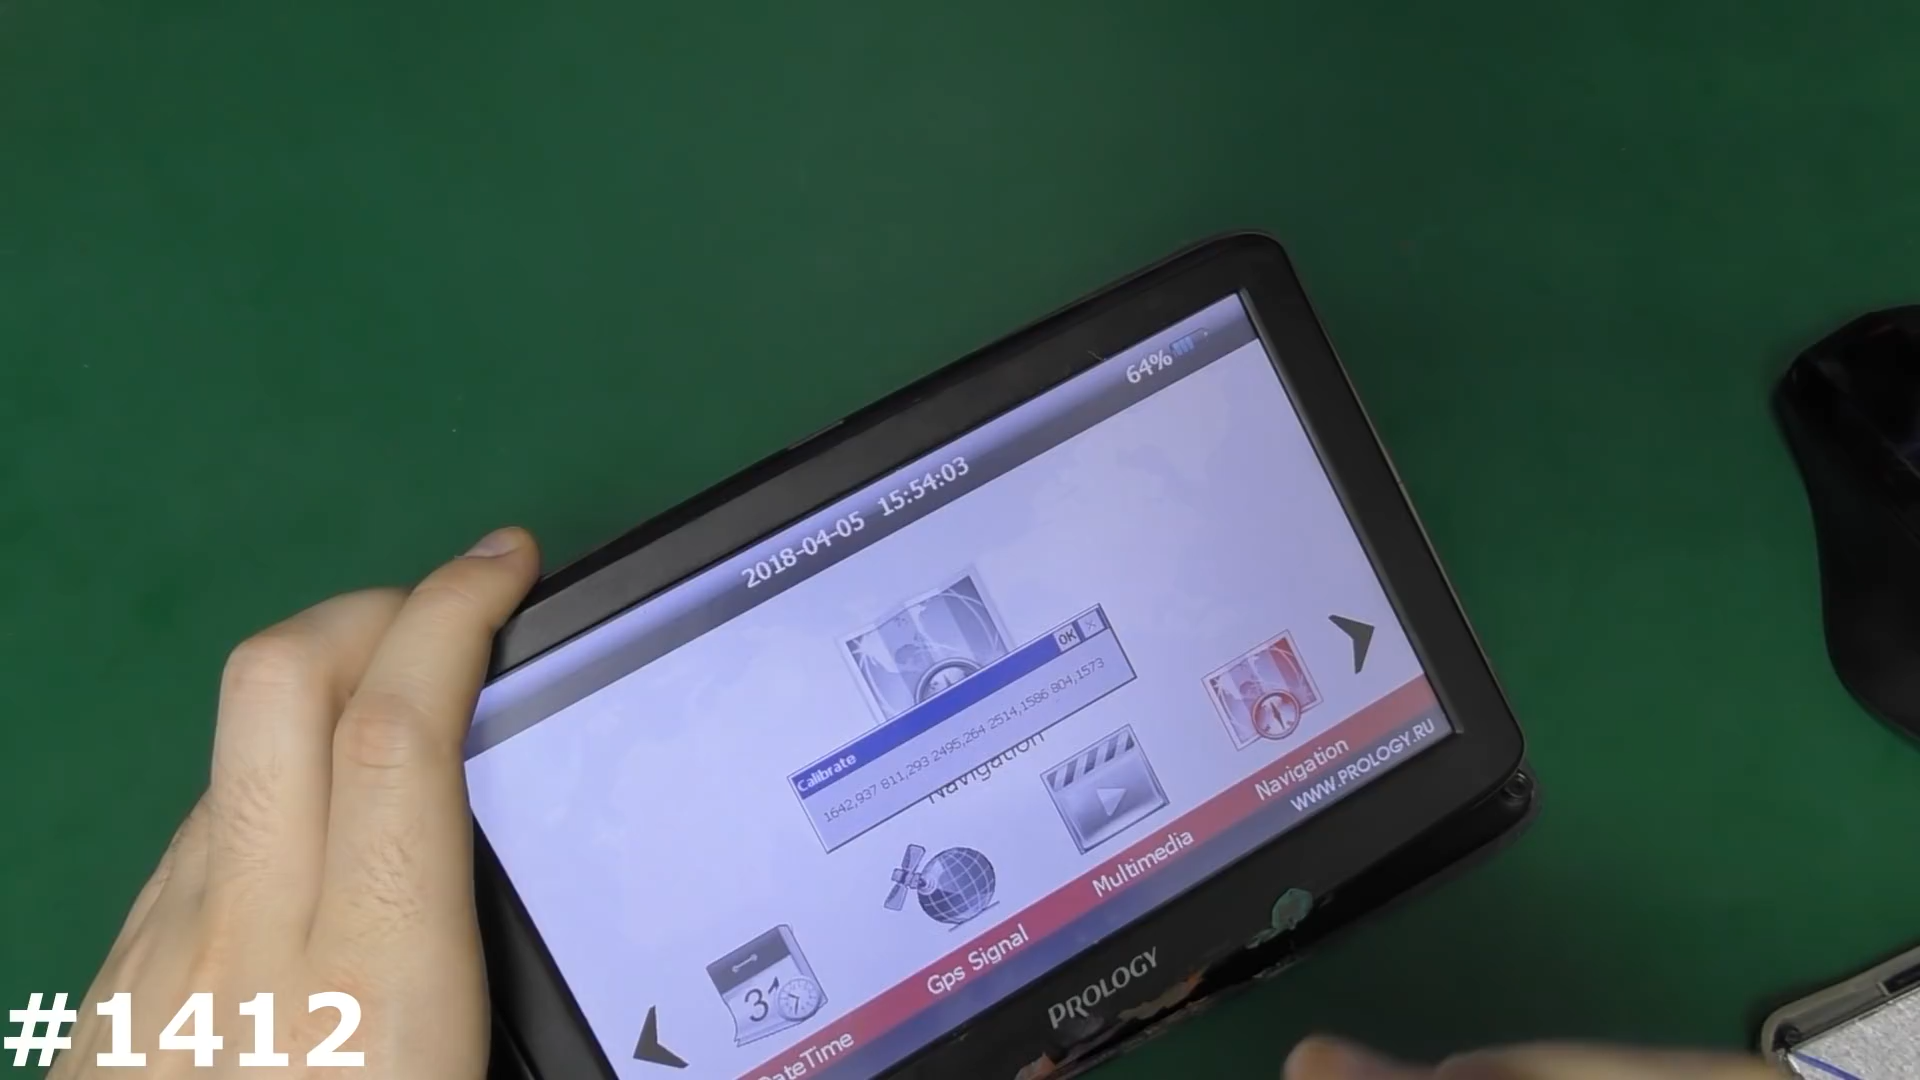 64%
2018-04-05 15:54:03
OK
Calibrate
1642,937 811,293 2495,264 2514,1586 804,1573
Navigation
DateTime
Gps Signal
Multimedia
Navigation
WWW.PROLOGY.RU
PROLOGY
#1412